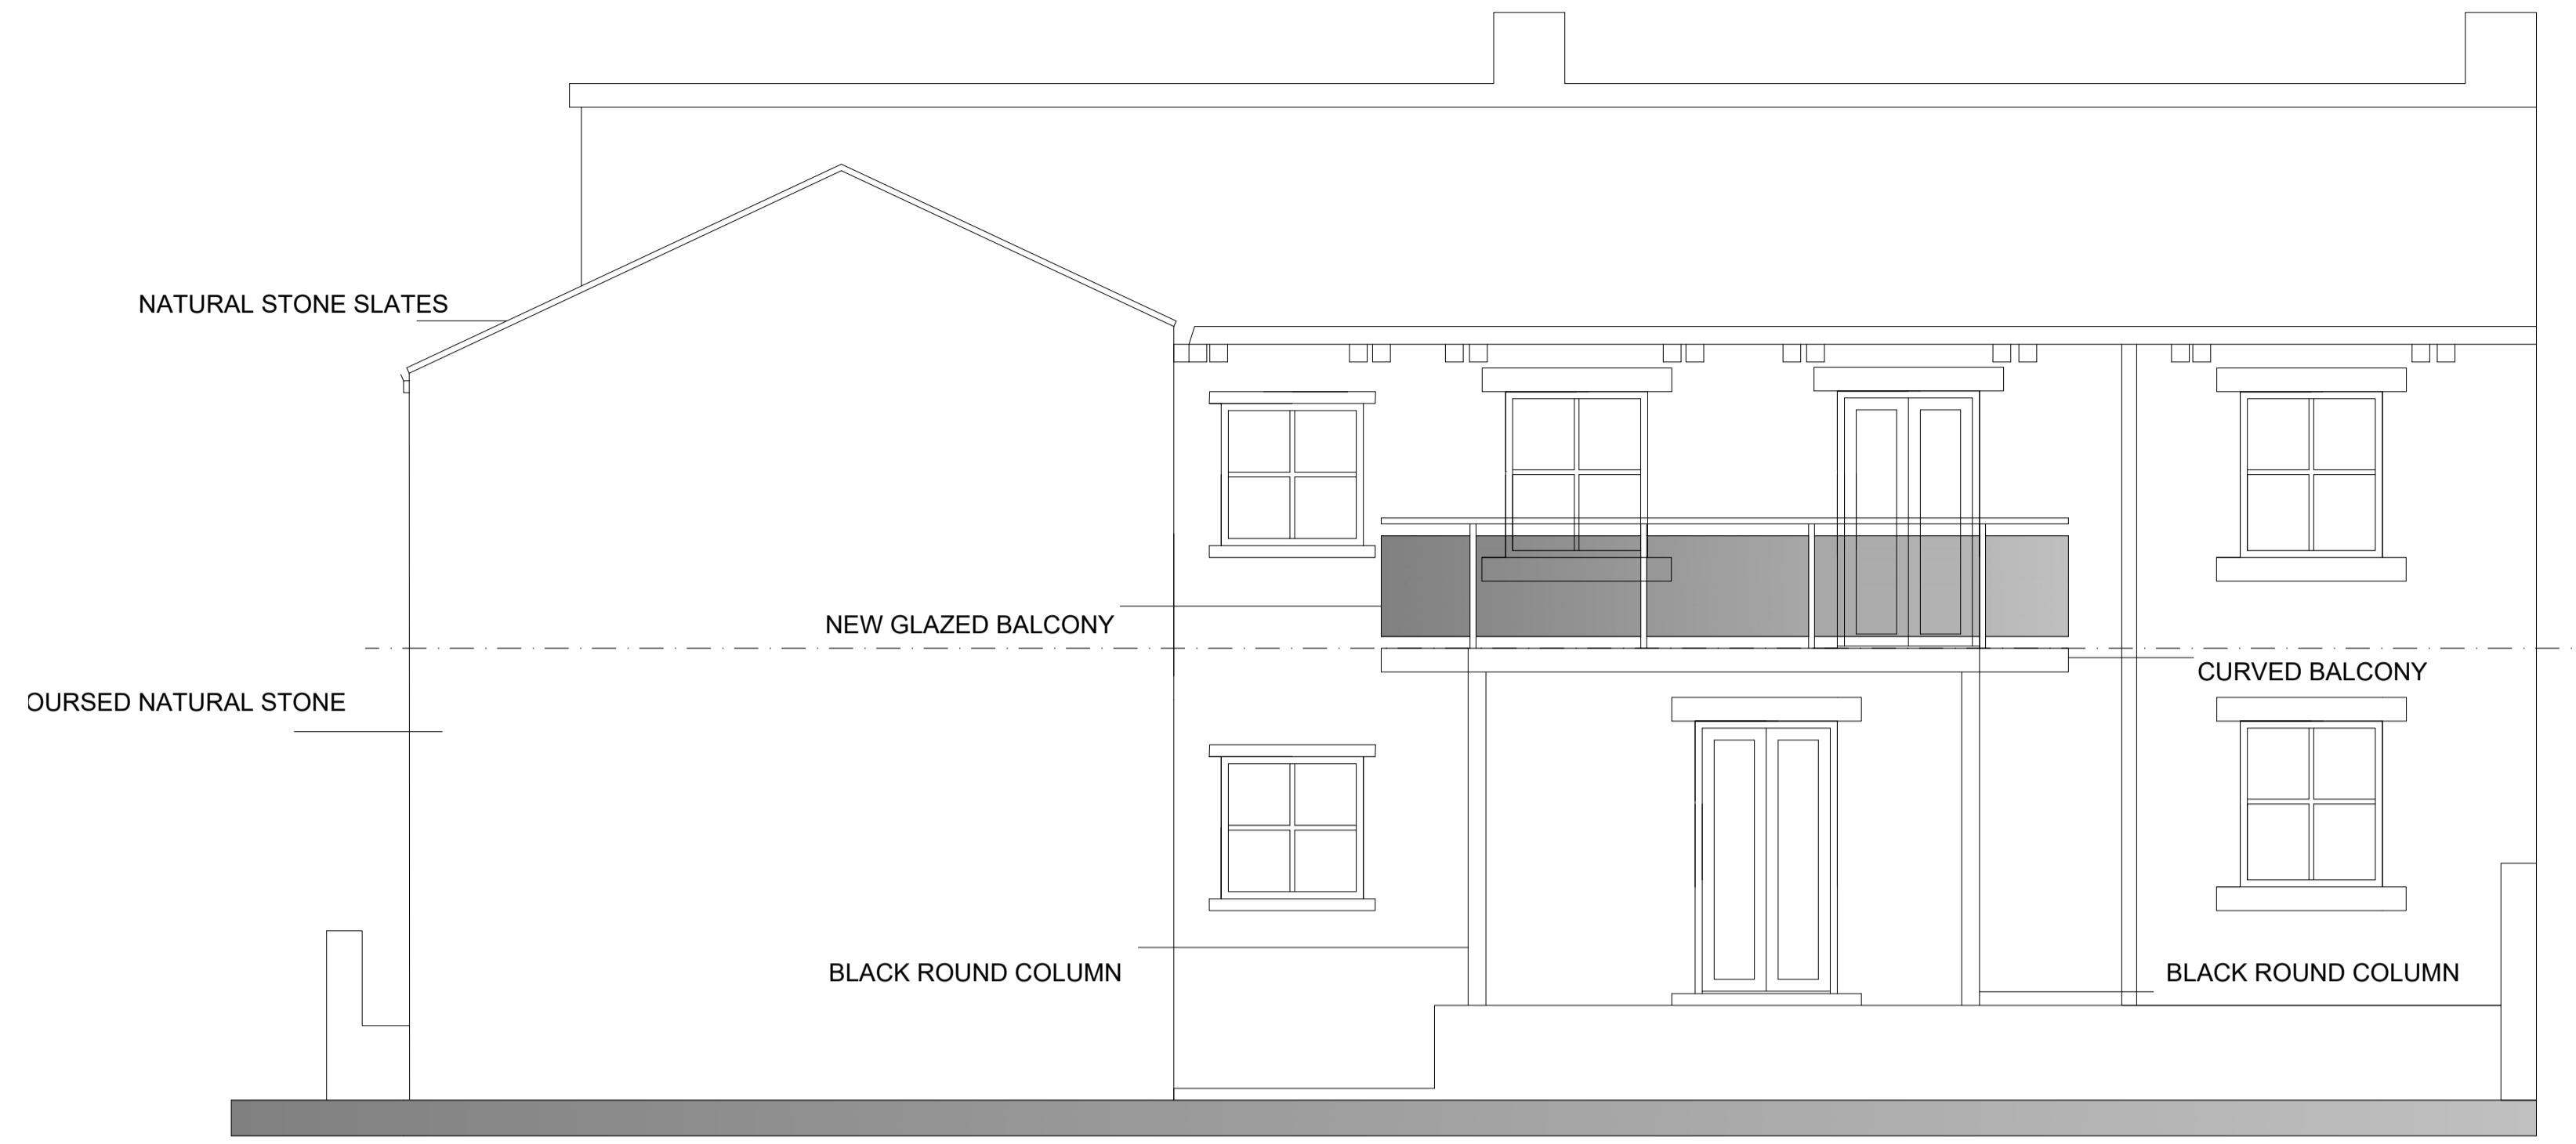 NATURAL STONE SLATES
NEW GLAZED BALCONY
CURVED BALCONY
OURSED NATURAL STONE
BLACK ROUND COLUMN
BLACK ROUND COLUMN